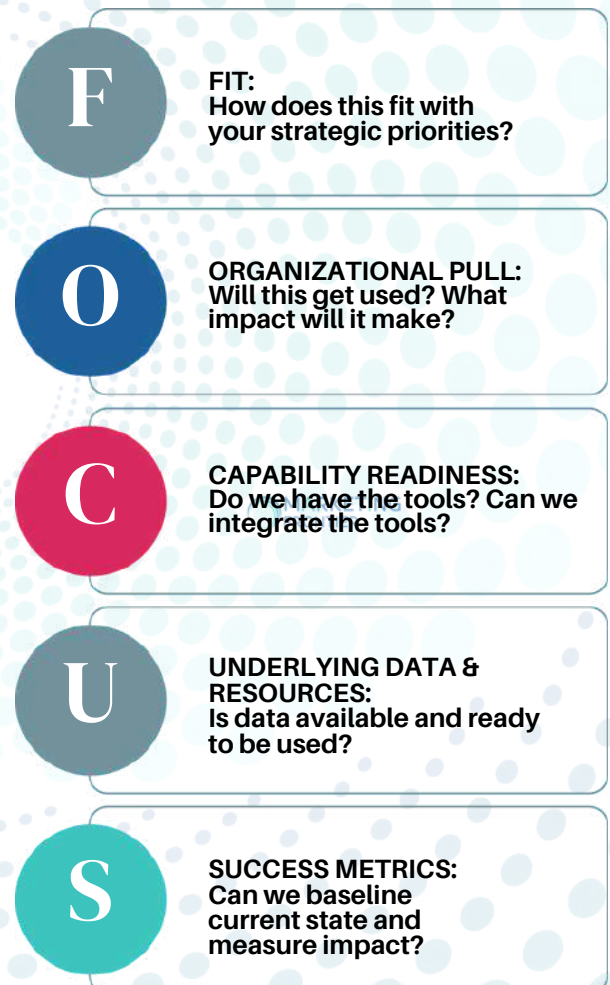 F
FIT:
How does this fit with
your strategic priorities?
O
ORGANIZATIONAL PULL:
Will this get used? What
impact will it make?
C
CAPABILITY READINESS:
Do we have the tools? Can we
integrate the tools?
MARKETING
U
UNDERLYING DATA &
RESOURCES:
Is data available and ready
to be used?
S
SUCCESS METRICS:
Can we baseline
current state and
measure impact?